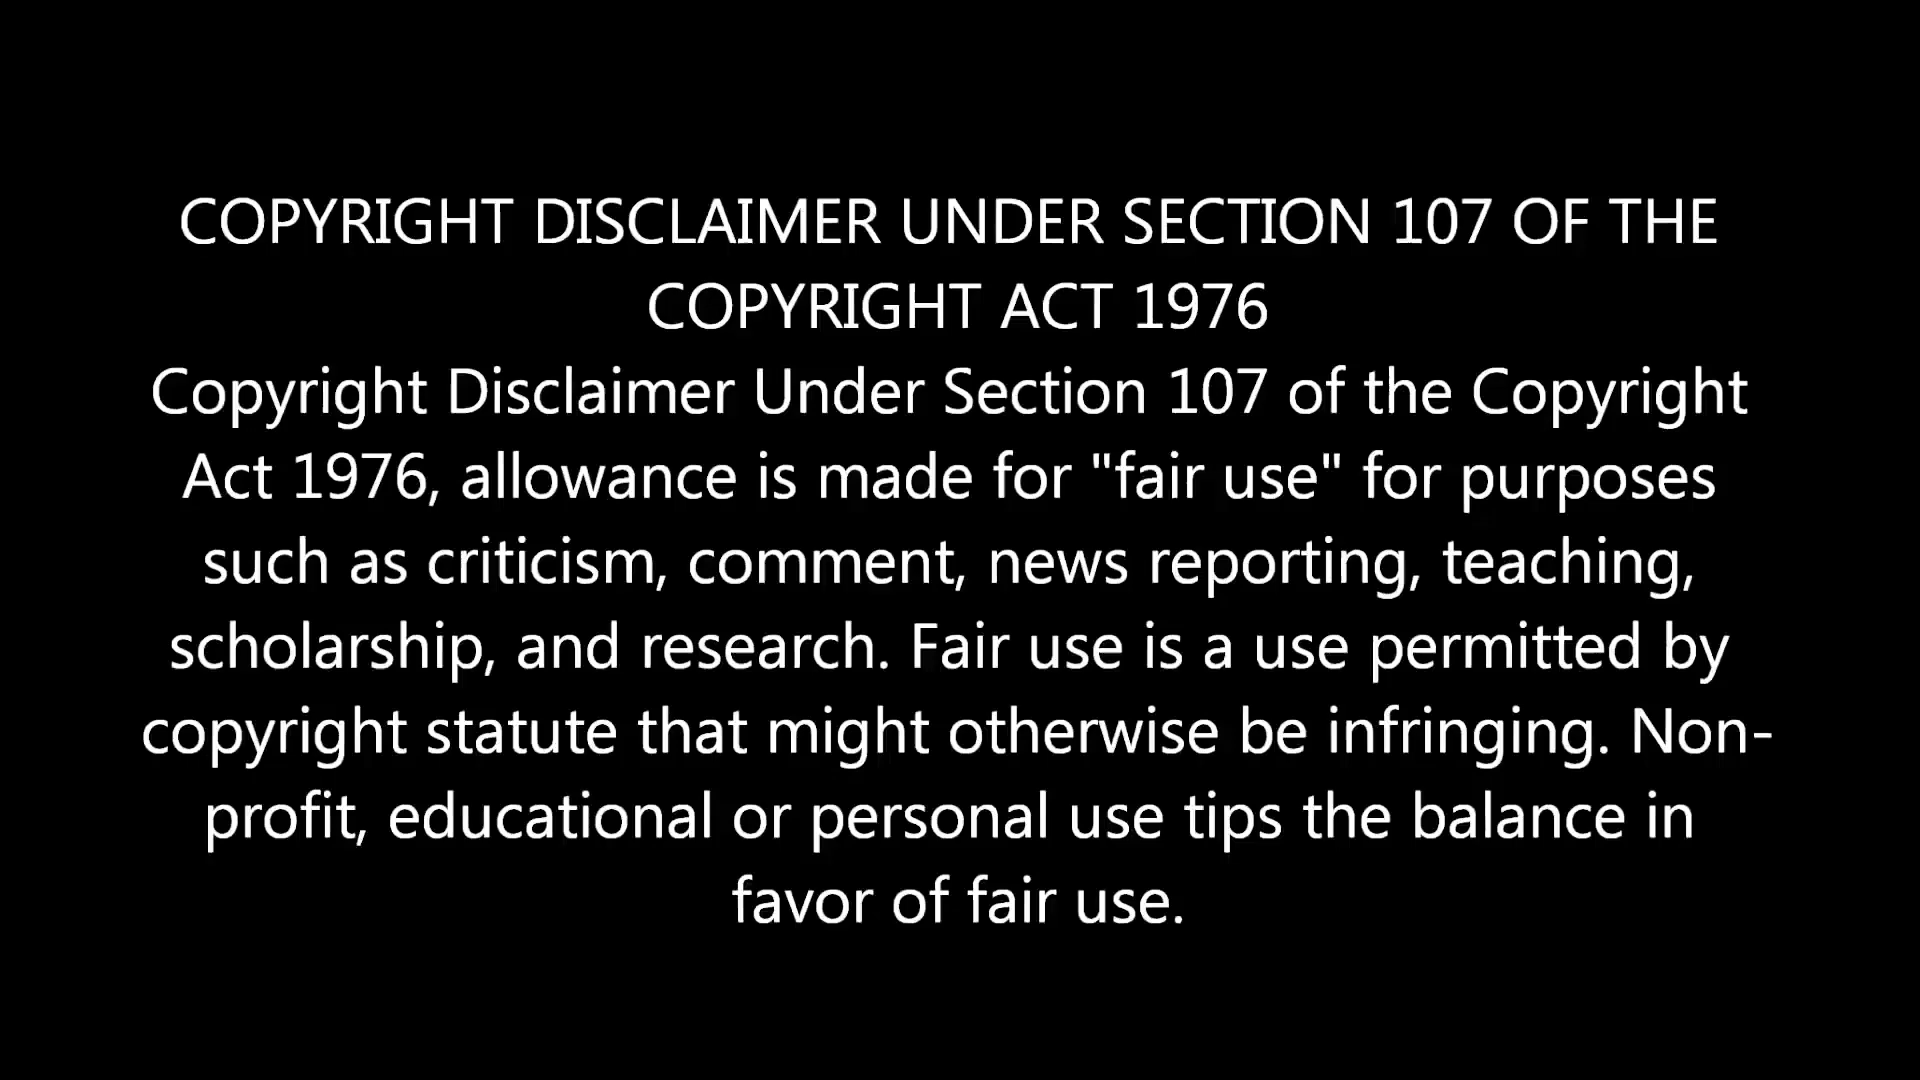 COPYRIGHT DISCLAIMER UNDER SECTION 107 OF THE
COPYRIGHT ACT 1976
Copyright Disclaimer Under Section 107 of the Copyright
Act 1976, allowance is made for "fair use" for purposes
such as criticism, comment, news reporting, teaching,
scholarship, and research. Fair use is a use permitted by
copyright statute that might otherwise be infringing. Non-
profit, educational or personal use tips the balance in
favor of fair use.